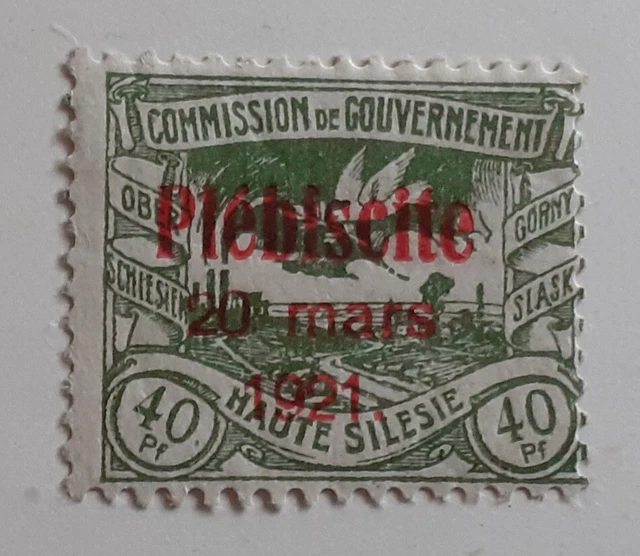 COMMISSION DE GOUVERNEMENT
OBER
SCHLESIEN
GORNY
SLASK
Plébiscite
20 mars
1921.
HAUTE SILESIE
40
Pf
40
Pf